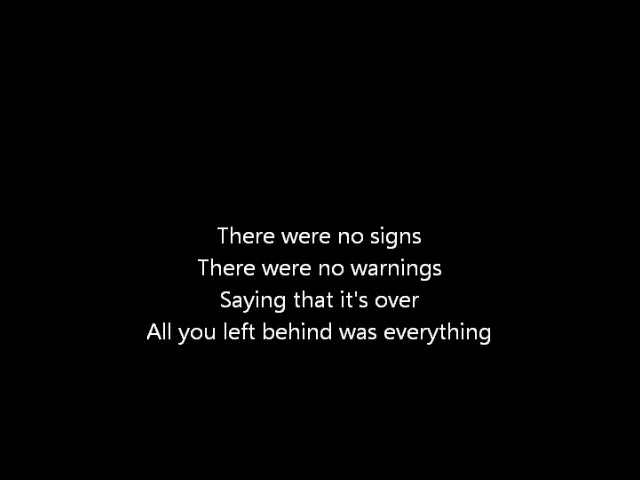 There were no signs
There were no warnings
Saying that it's over
All you left behind was everything